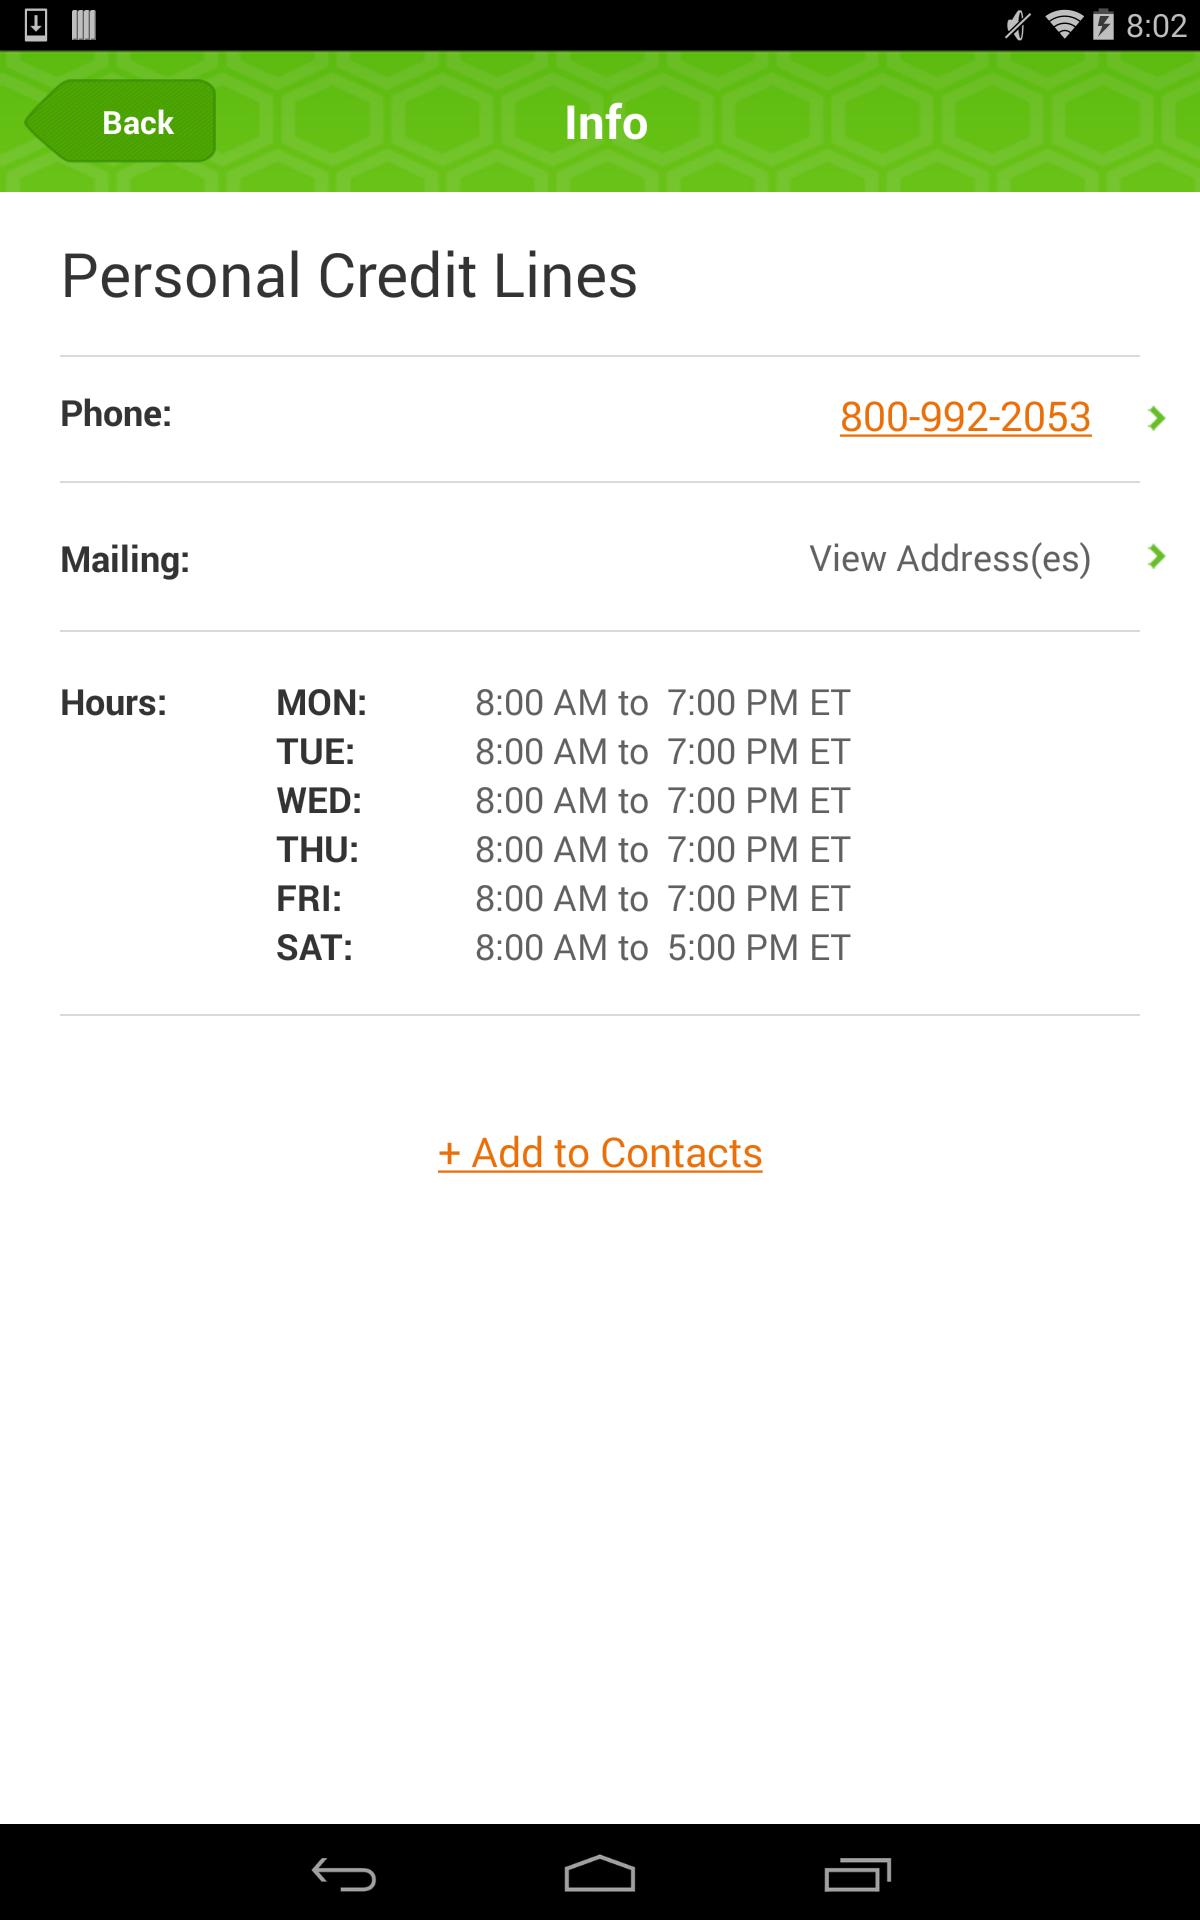 8:02
Back
Info
Personal Credit Lines
Phone: 800-992-2053
Mailing: View Address(es)
Hours: MON: 8:00 AM to 7:00 PM ET
TUE: 8:00 AM to 7:00 PM ET
WED: 8:00 AM to 7:00 PM ET
THU: 8:00 AM to 7:00 PM ET
FRI: 8:00 AM to 7:00 PM ET
SAT: 8:00 AM to 5:00 PM ET
+ Add to Contacts